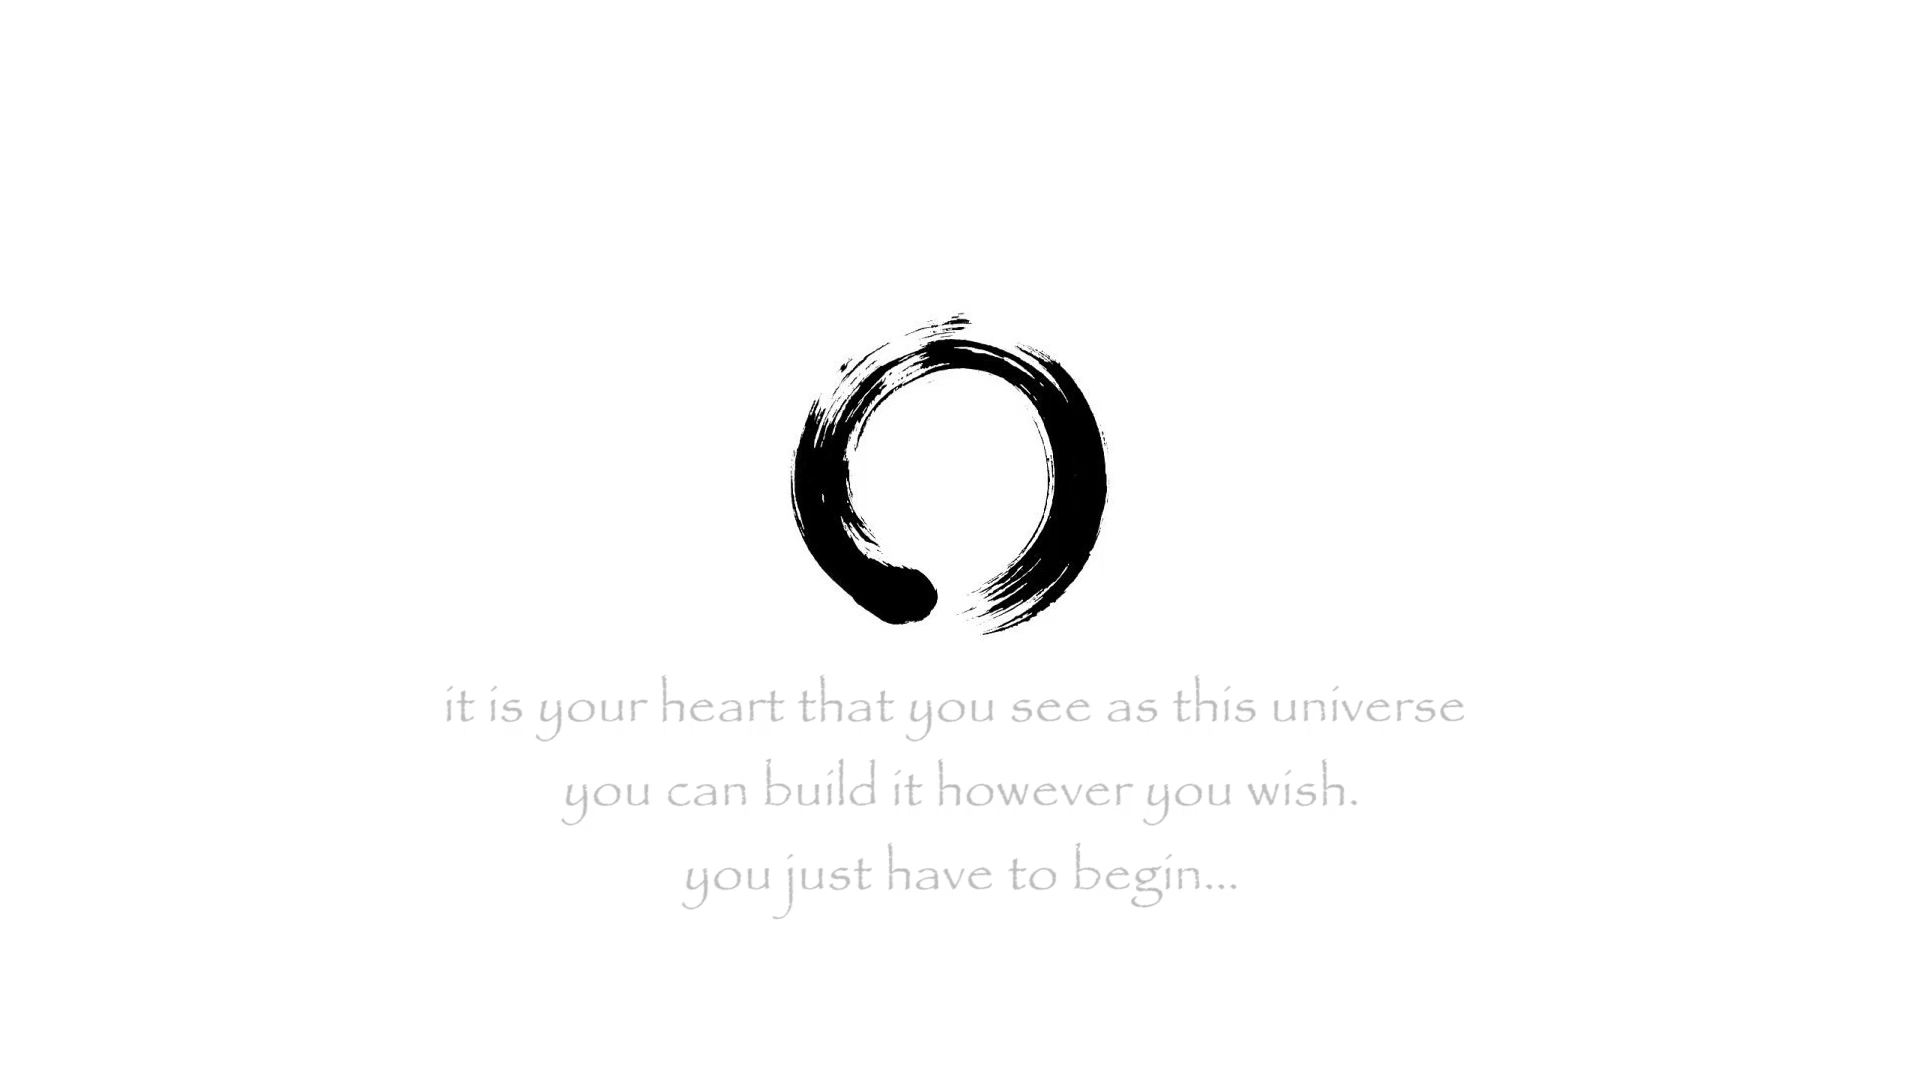 it is your heart that you see as this universe
you can build it however you wish.
you just have to begin...